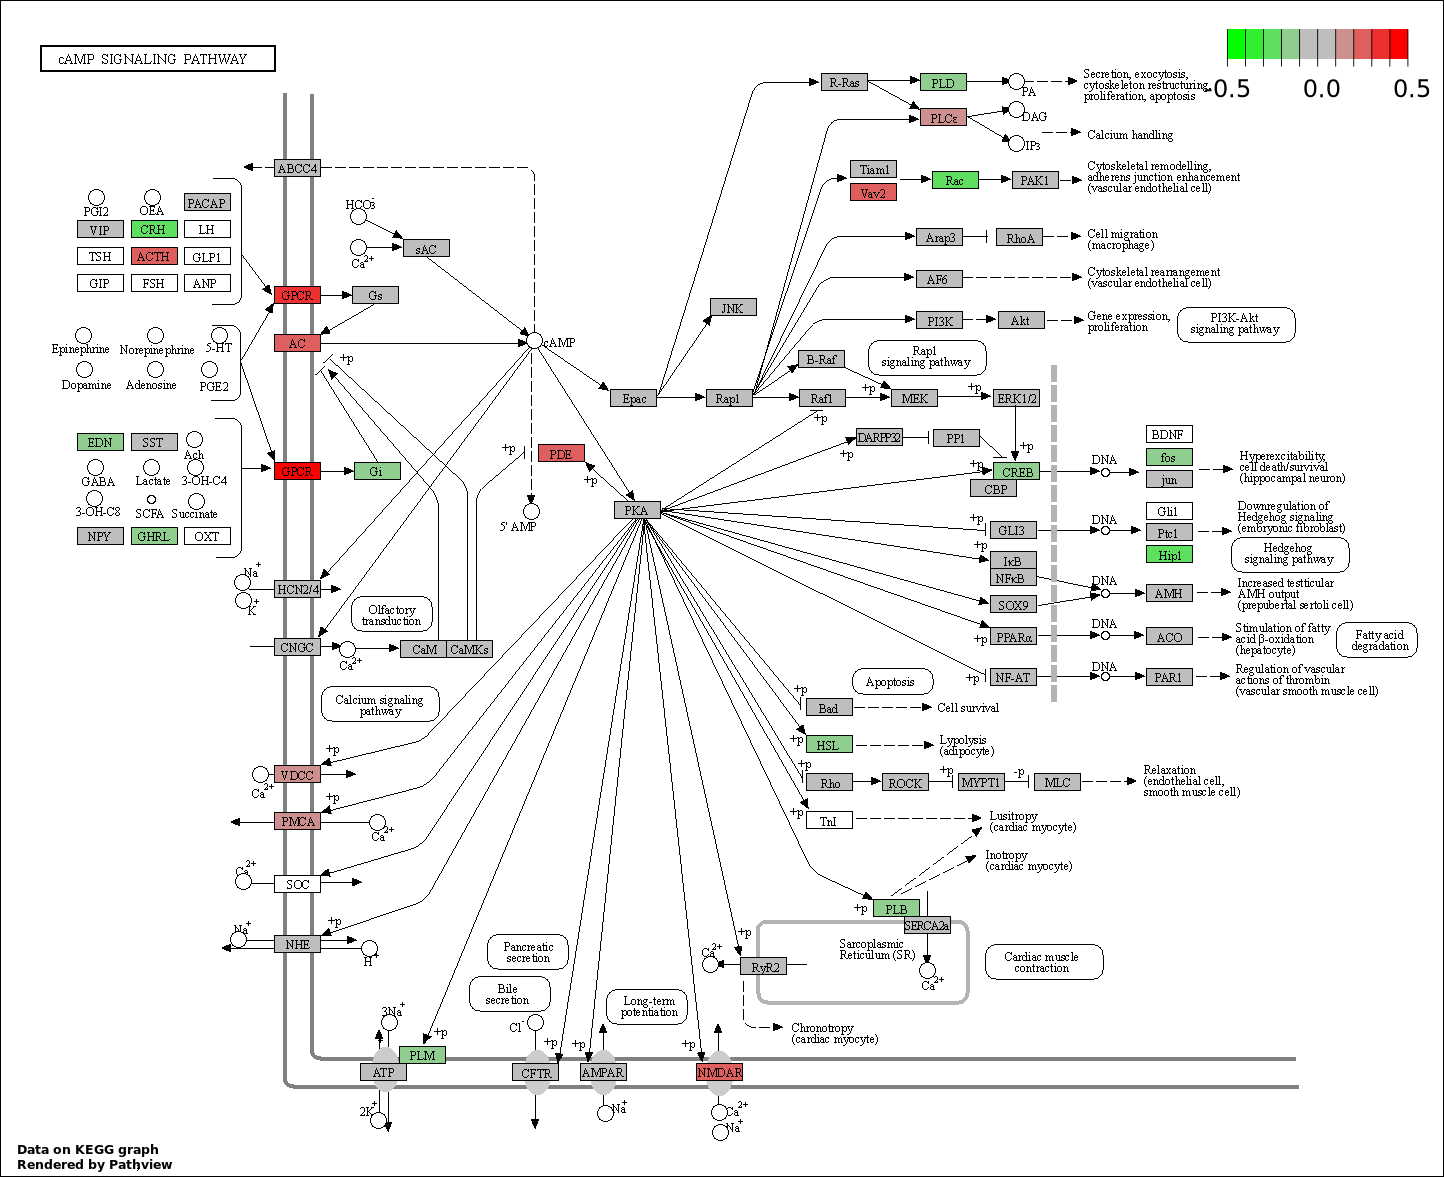 cAMP SIGNALING PATHWAY
-0.5 0.0 0.5
R-Ras
PLD
PA
Secretion, exocytosis,
cytoskeleton restructuring,
proliferation, apoptosis
PLCε
DAG
IP3
Calcium handling
ABCC4
Tiam1
Vav2
Rac
PAK1
Cytoskeletal remodelling,
adherens junction enhancement
(vascular endothelial cell)
PGI2
OEA
PACAP
VIP
CRH
LH
TSH
ACTH
GLP1
GIP
FSH
ANP
HCO3-
Ca2+
sAC
Arap3
RhoA
Cell migration
(macrophage)
AF6
Cytoskeletal rearrangement
(vascular endothelial cell)
GPCR
Gs
JNK
PI3K
Akt
Gene expression,
proliferation
PI3K-Akt
signaling pathway
Epinephrine
Norepinephrine
5-HT
Dopamine
Adenosine
PGE2
AC
+p
cAMP
B-Raf
Rap1
signaling pathway
Epac
Rap1
Raf1
+p
MEK
+p
ERK1/2
+p
+p
EDN
SST
Ach
GABA
Lactate
3-OH-C4
3-OH-C8
SCFA
Succinate
NPY
GHRL
OXT
GPCR
Gi
+p
PDE
+p
5' AMP
PKA
DARPP32
+p
PP1
+p
CREB
CBP
DNA
BDNF
fos
jun
Hyperexcitability,
cell death/survival
(hippocampal neuron)
+p
GLI3
DNA
Gli1
Ptc1
Hip1
Downregulation of
Hedgehog signaling
(embryonic fibroblast)
Hedgehog
signaling pathway
+p
IκB
NFκB
SOX9
DNA
AMH
Increased testticular
AMH output
(prepubertal sertoli cell)
+p
PPARα
DNA
ACO
Stimulation of fatty
acid β-oxidation
(hepatocyte)
Fatty acid
degradation
+p
NF-AT
DNA
PAR1
Regulation of vascular
actions of thrombin
(vascular smooth muscle cell)
Na+
K+
HCN2/4
Olfactory
transduction
CNGC
Ca2+
CaM
CaMKs
Calcium signaling
pathway
Apoptosis
+p
Bad
Cell survival
+p
HSL
Lypolysis
(adipocyte)
+p
Rho
ROCK
+p
MYPT1
-p
MLC
Relaxation
(endothelial cell,
smooth muscle cell)
+p
TnI
Lusitropy
(cardiac myocyte)
Inotropy
(cardiac myocyte)
+p
VDCC
Ca2+
+p
PMCA
Ca2+
Ca2+
SOC
Na+
+p
NHE
H+
+p
PLB
SERCA2a
Sarcoplasmic
Reticulum (SR)
Ca2+
+p
Ca2+
RyR2
Cardiac muscle
contraction
Chronotropy
(cardiac myocyte)
Pancreatic
secretion
Bile
secretion
Long-term
potentiation
3Na+
+p
PLM
ATP
2K+
Cl-
+p
CFTR
+p
AMPAR
Na+
+p
NMDAR
Ca2+
Na+
Data on KEGG graph
Rendered by Pathview